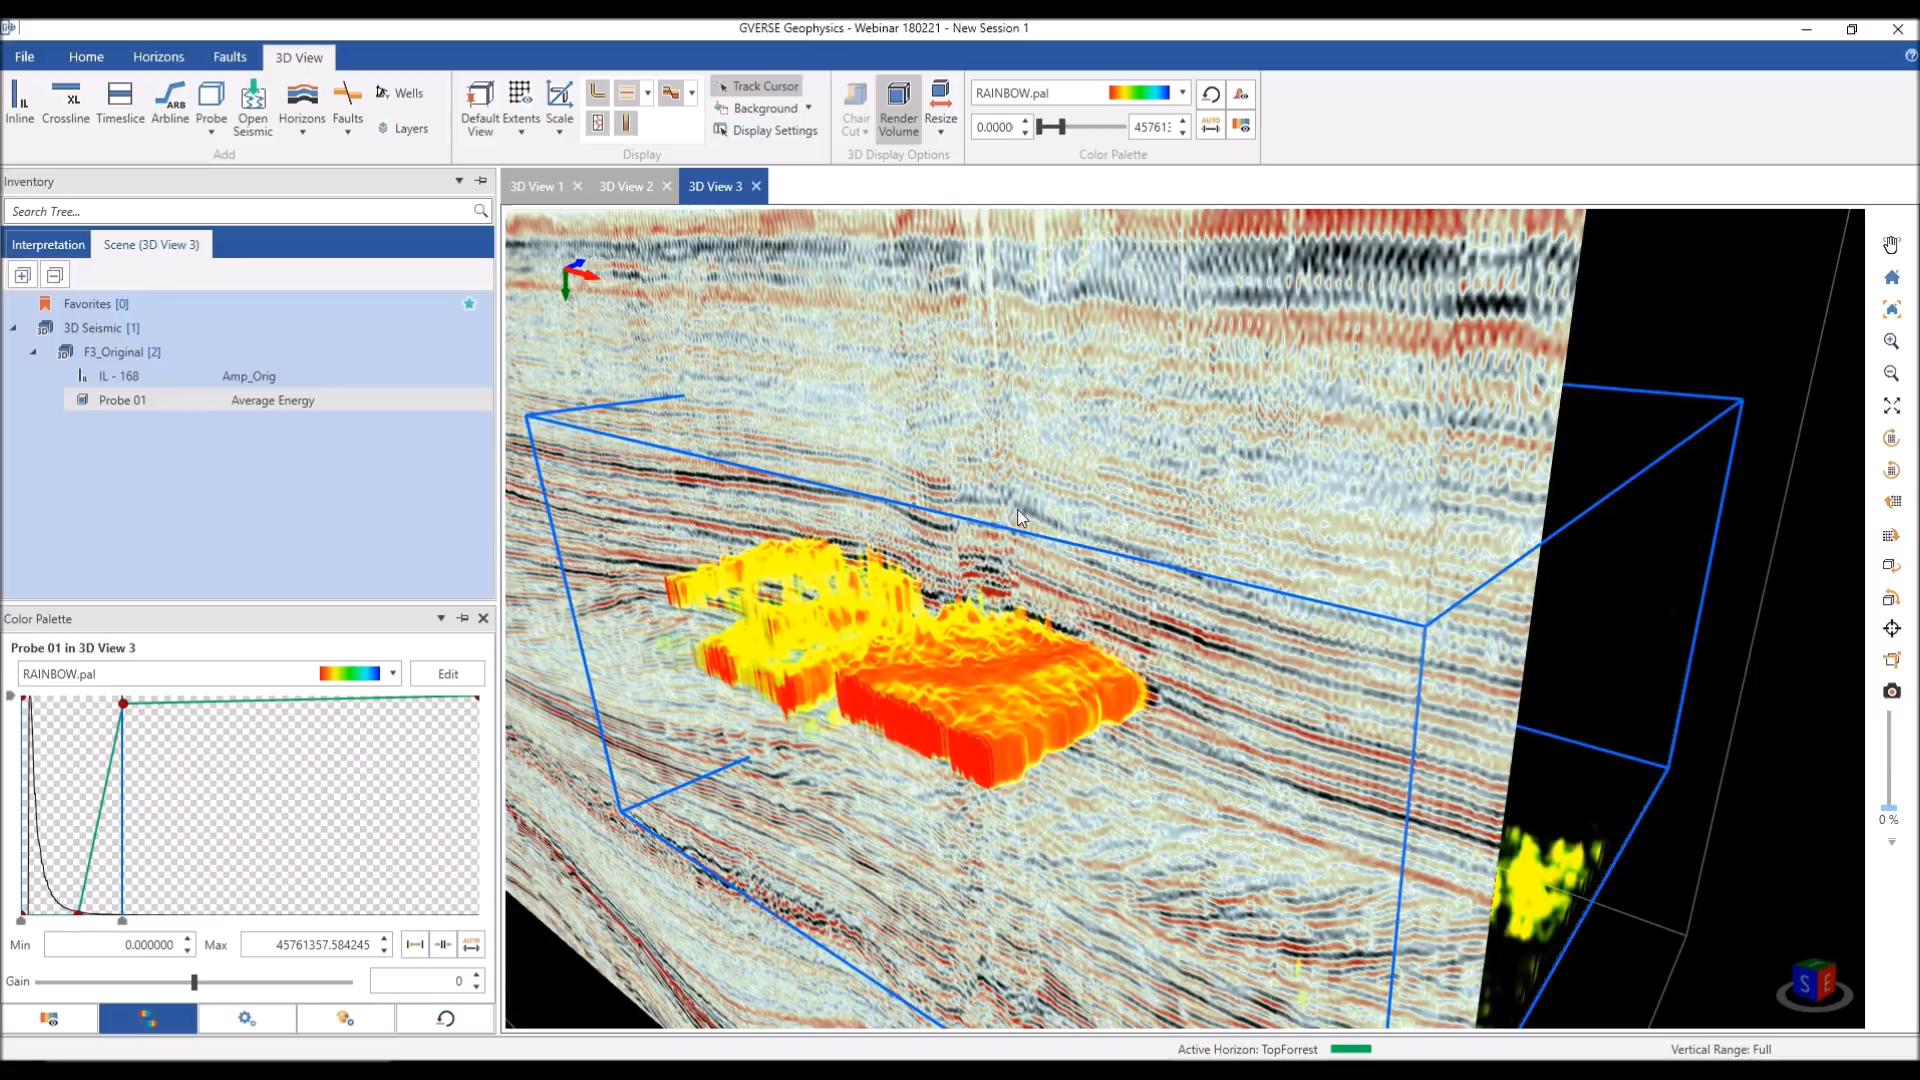 GVERSE Geophysics - Webinar 180221 - New Session 1
File Home Horizons Faults 3D View
IL XL ARB
Inline Crossline Timeslice Arbline Probe Open Seismic Horizons Faults Wells Layers
Add
Default View Extents Scale
Display
Track Cursor
Background
Display Settings
Chair Cut Render Volume Resize
3D Display Options
RAINBOW.pal
0.0000 45761 AUTO
Color Palette
Inventory
3D View 1 3D View 2 3D View 3
Search Tree...
Interpretation Scene (3D View 3)
Favorites [0]
3D Seismic [1]
F3_Original [2]
IL - 168 Amp_Orig
Probe 01 Average Energy
Color Palette
Probe 01 in 3D View 3
RAINBOW.pal Edit
Min 0.000000 Max 45761357.584245 AUTO
Gain 0
0 %
S E
Active Horizon: TopForrest Vertical Range: Full